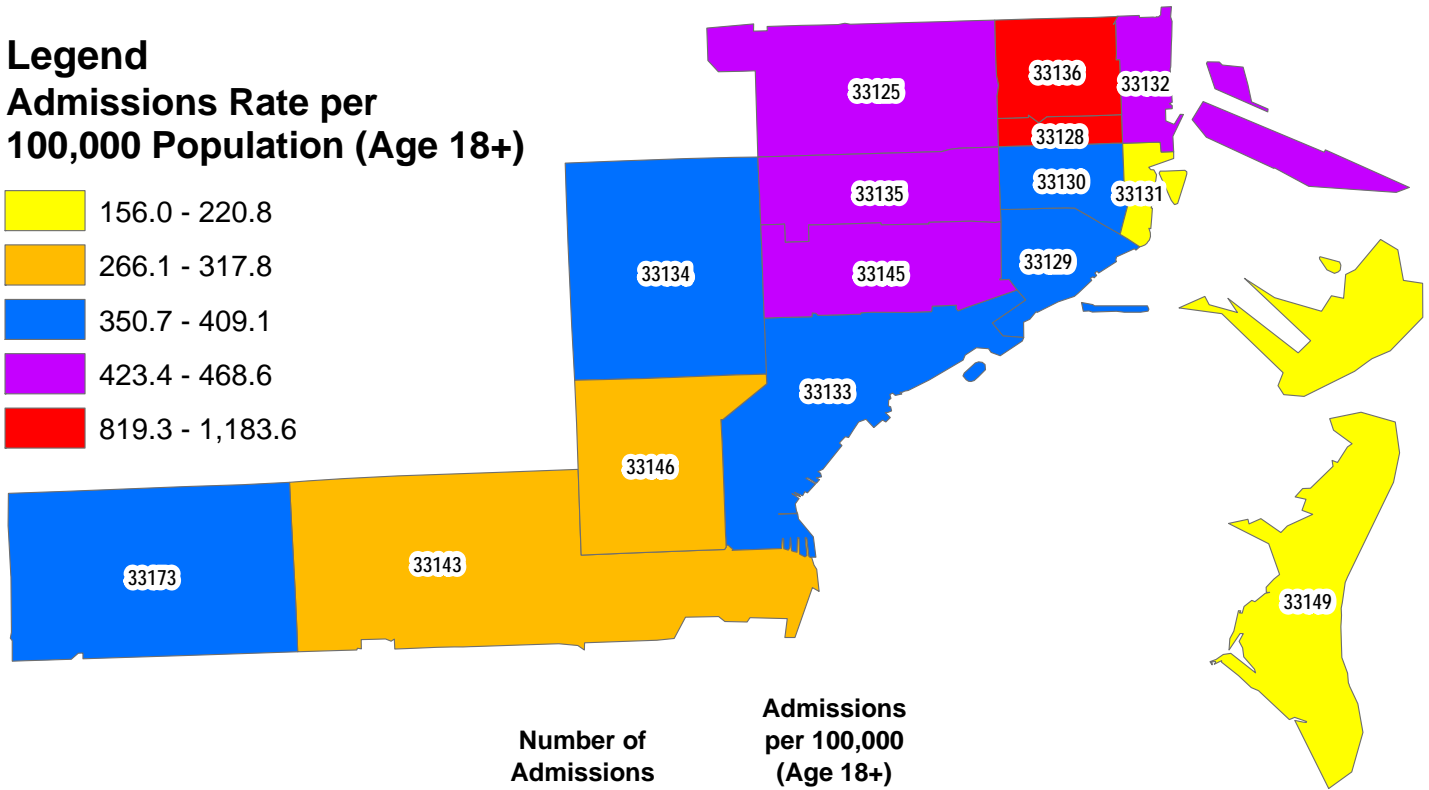 Legend
Admissions Rate per
100,000 Population (Age 18+)
156.0 - 220.8
266.1 - 317.8
350.7 - 409.1
423.4 - 468.6
819.3 - 1,183.6
33125
33136
33132
33128
33135
33130
33131
33134
33145
33129
33133
33146
33173
33143
33149
Number of
Admissions
Admissions
per 100,000
(Age 18+)